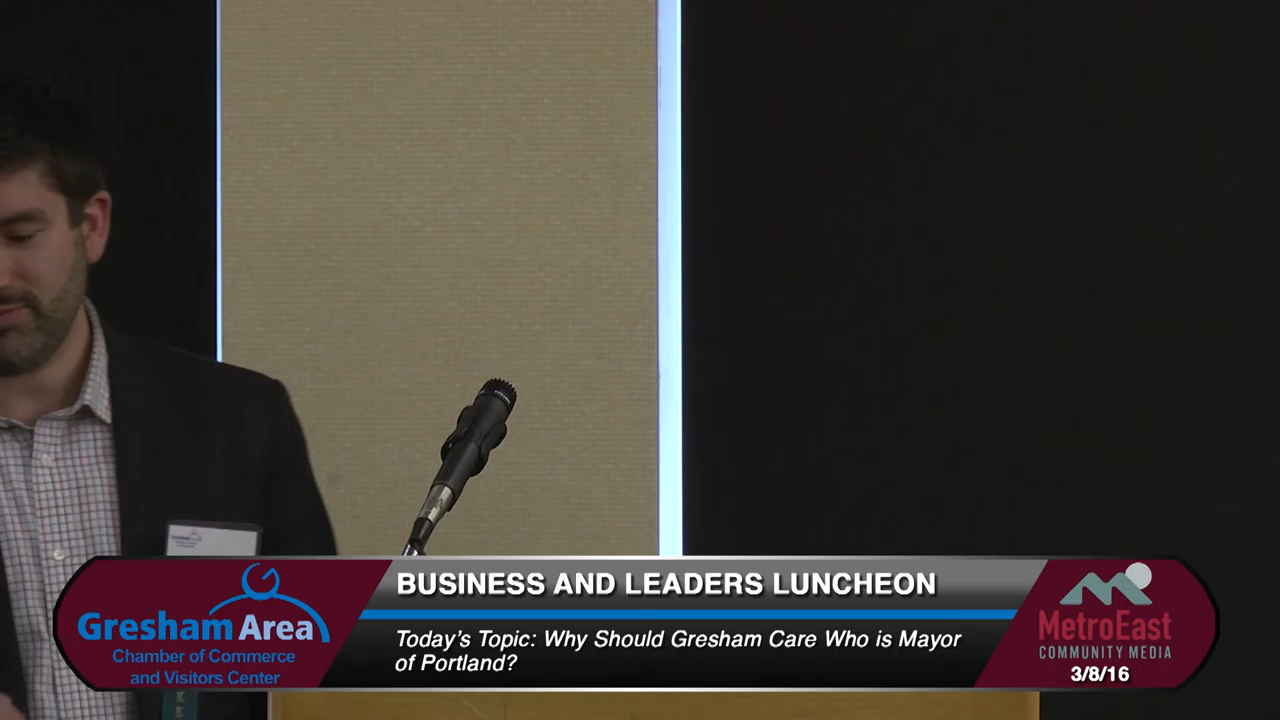 BUSINESS AND LEADERS LUNCHEON
Today's Topic: Why Should Gresham Care Who is Mayor
of Portland?
Gresham Area
Chamber of Commerce
and Visitors Center
MetroEast
COMMUNITY MEDIA
3/8/16